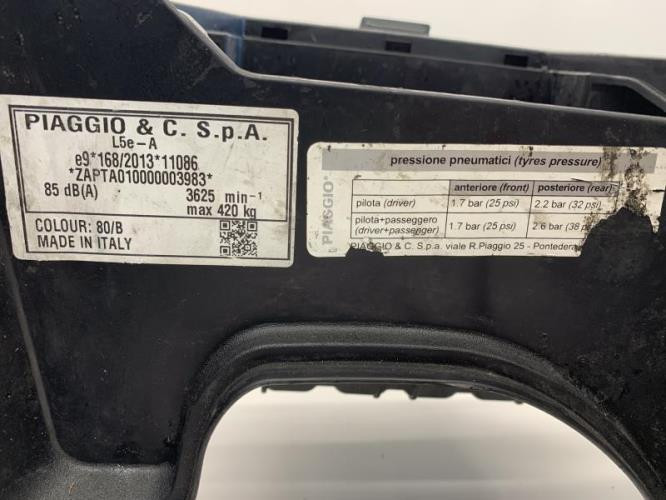 PIAGGIO & C. S.p.A.
L5e-A
e9*168/2013*11086
*ZAPTA010000003983*
85 dB(A) 3625 min-¹
max 420 kg
COLOUR: 80/B
MADE IN ITALY
PIAGGIO
pressione pneumatici (tyres pressure)
anteriore (front) posteriore (rear)
pilota (driver) 1.7 bar (25 psi) 2.2 bar (32 psi)
pilota+passeggero
(driver+passenger) 1.7 bar (25 psi) 2.6 bar (38
PIAGGIO & C. S.p.a. viale R.Piaggio 25 -